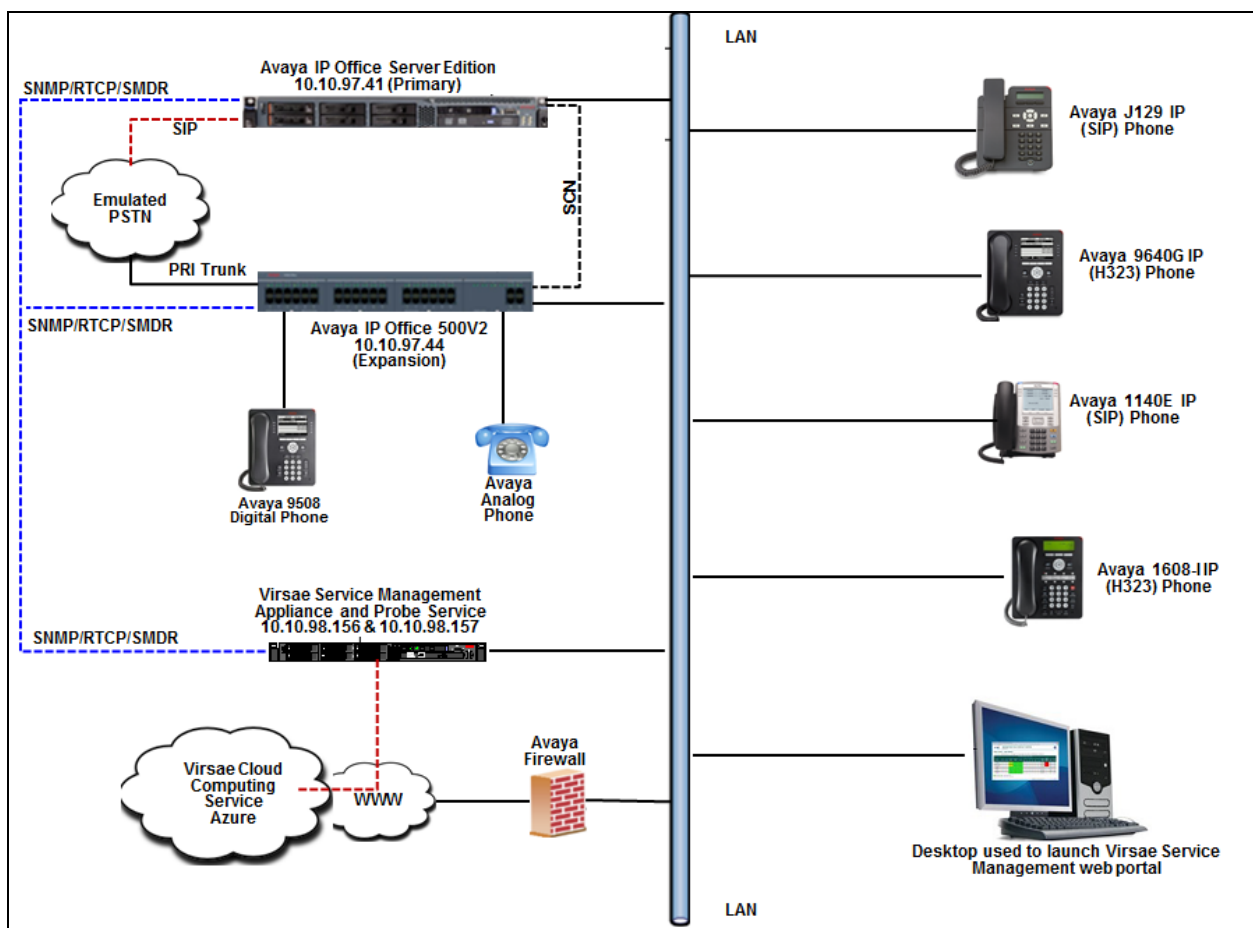 LAN
Avaya IP Office Server Edition
10.10.97.41 (Primary)
SNMP/RTCP/SMDR
SIP
Emulated
PSTN
SCN
PRI Trunk
SNMP/RTCP/SMDR
Avaya IP Office 500V2
10.10.97.44
(Expansion)
Avaya 9508
Digital Phone
Avaya
Analog
Phone
Virsae Service Management
Appliance and Probe Service
10.10.98.156 & 10.10.98.157
SNMP/RTCP/SMDR
Virsae Cloud
Computing
Service
Azure
WWW
Avaya
Firewall
Avaya J129 IP
(SIP) Phone
Avaya 9640G IP
(H323) Phone
Avaya 1140E IP
(SIP) Phone
Avaya 1608-I IP
(H323) Phone
Desktop used to launch Virsae Service
Management web portal
LAN